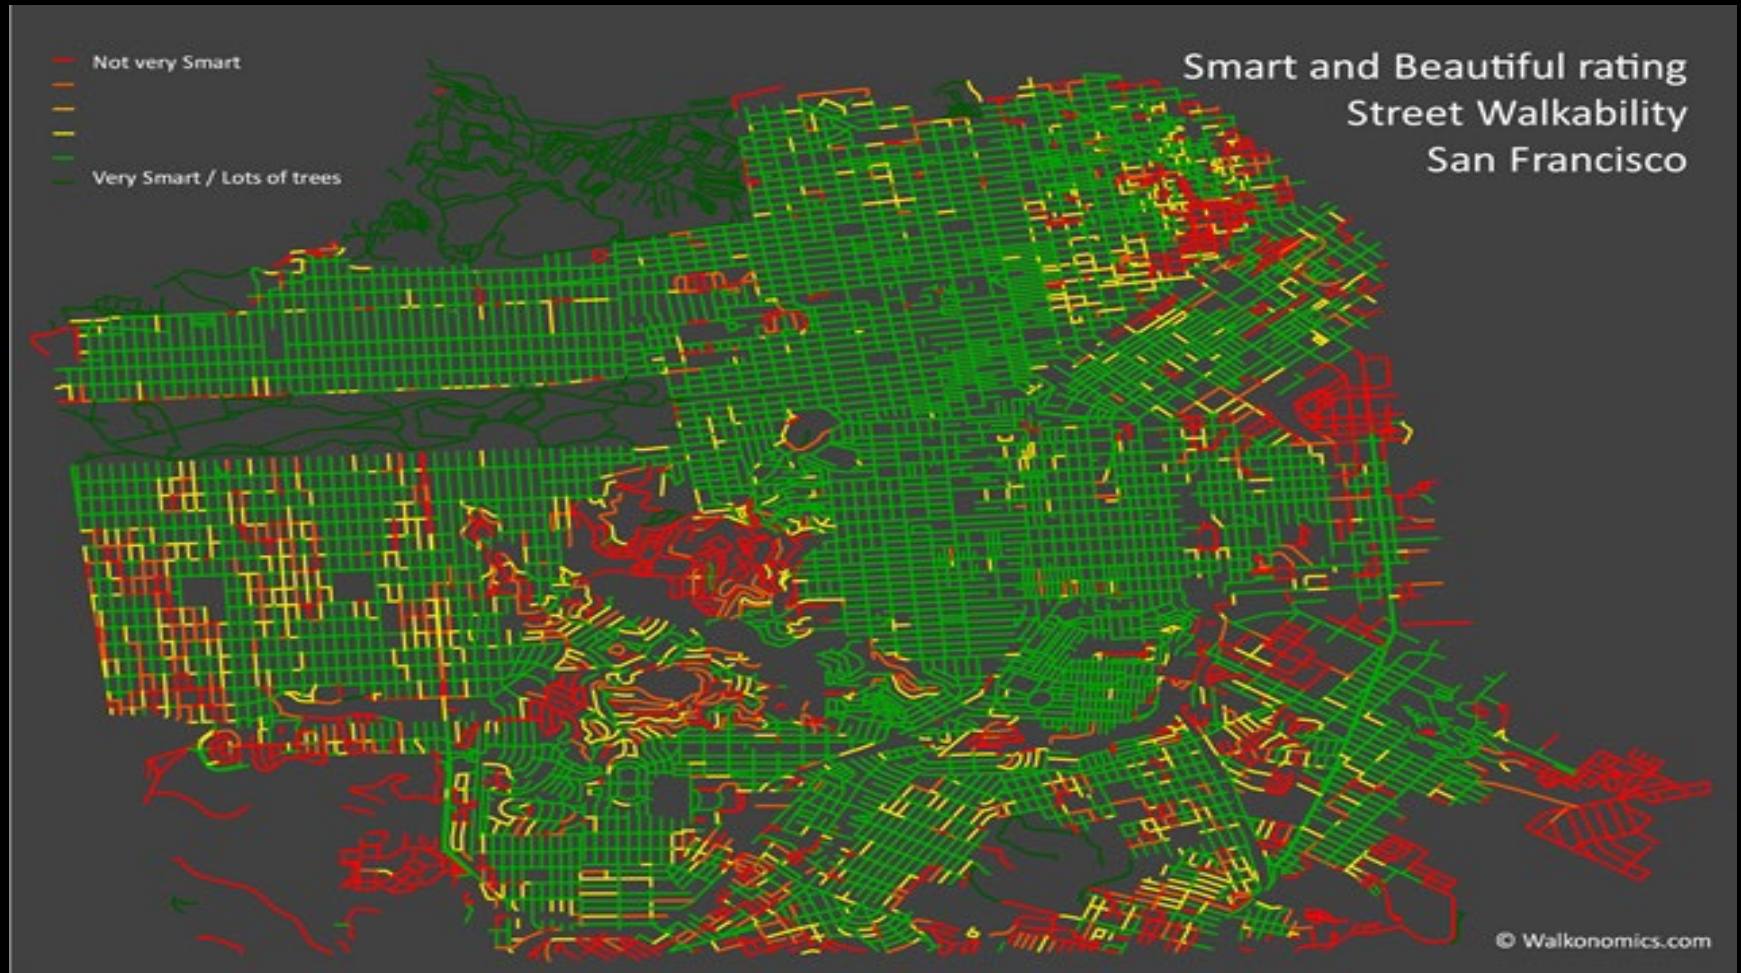 Not very Smart
Very Smart / Lots of trees
Smart and Beautiful rating
Street Walkability
San Francisco
© Walkonomics.com